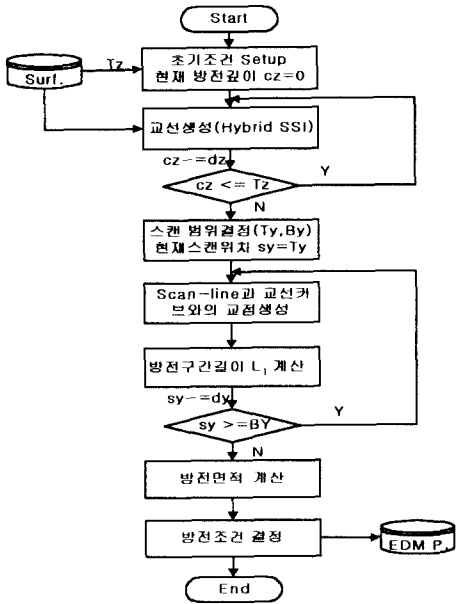 Start
초기조건 Setup
현재 방전깊이 cz=0
Surf.
Tz
교선생성(Hybrid SSI)
cz-=dz
Y
cz <= Tz
N
스캔 범위결정(Ty,By)
현재스캔위치 sy=Ty
Scan-line과 교선커
브와의 교점생성
방전구간길이 Li 계산
sy-=dy
Y
sy >=BY
N
방전면적 계산
방전조건 결정
EDM P.
End